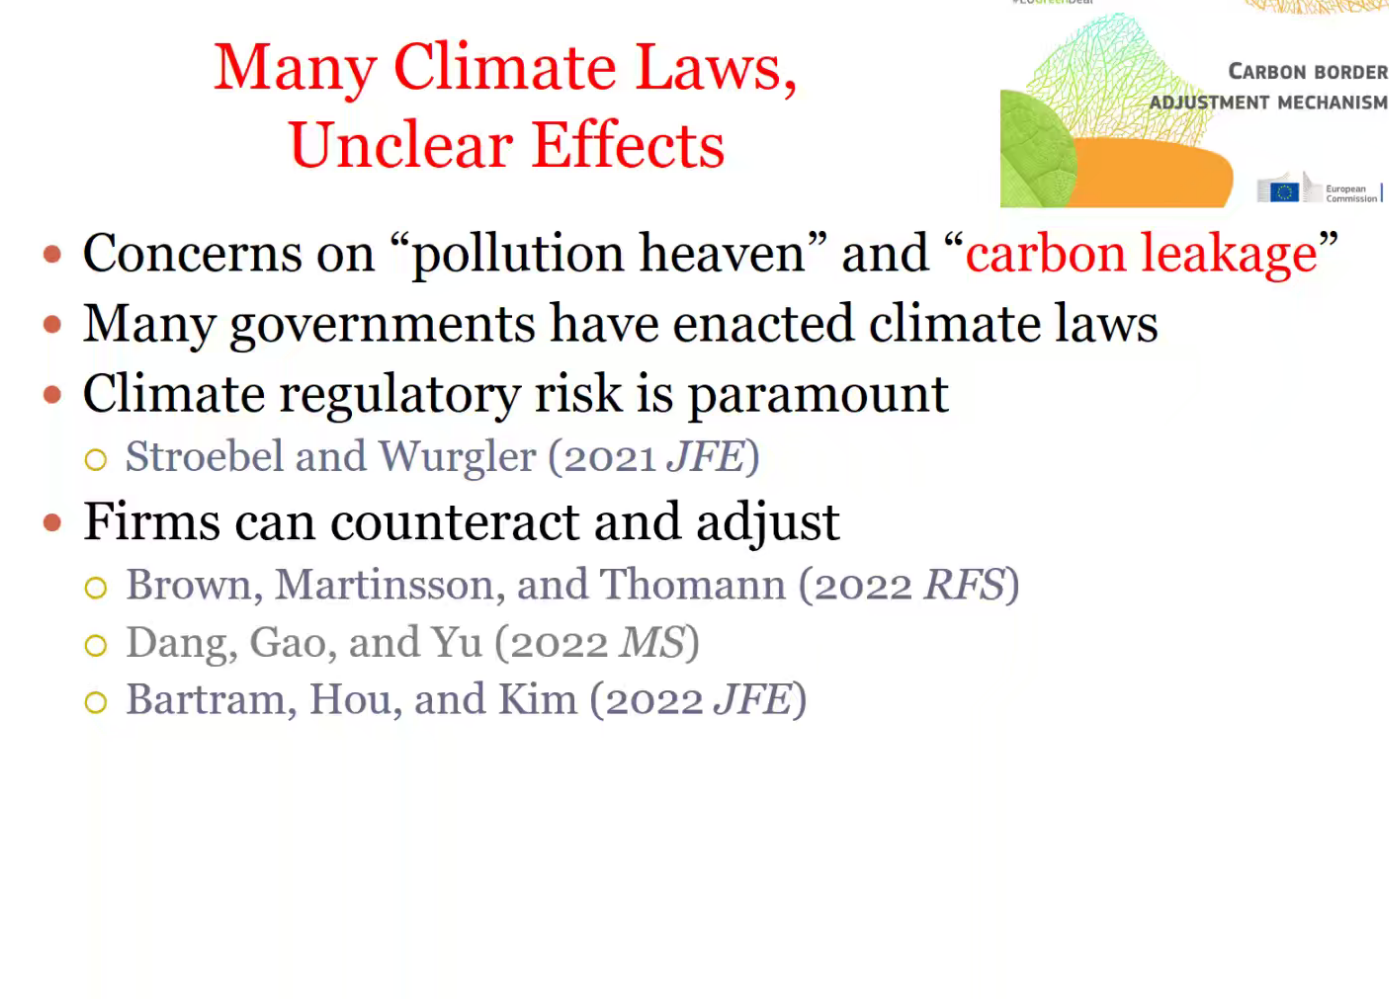 #EUGreenDeal
Many Climate Laws,
Unclear Effects
CARBON BORDER
ADJUSTMENT MECHANISM
European
Commission
• Concerns on “pollution heaven” and “carbon leakage”
• Many governments have enacted climate laws
• Climate regulatory risk is paramount
○ Stroebel and Wurgler (2021 JFE)
• Firms can counteract and adjust
○ Brown, Martinsson, and Thomann (2022 RFS)
○ Dang, Gao, and Yu (2022 MS)
○ Bartram, Hou, and Kim (2022 JFE)